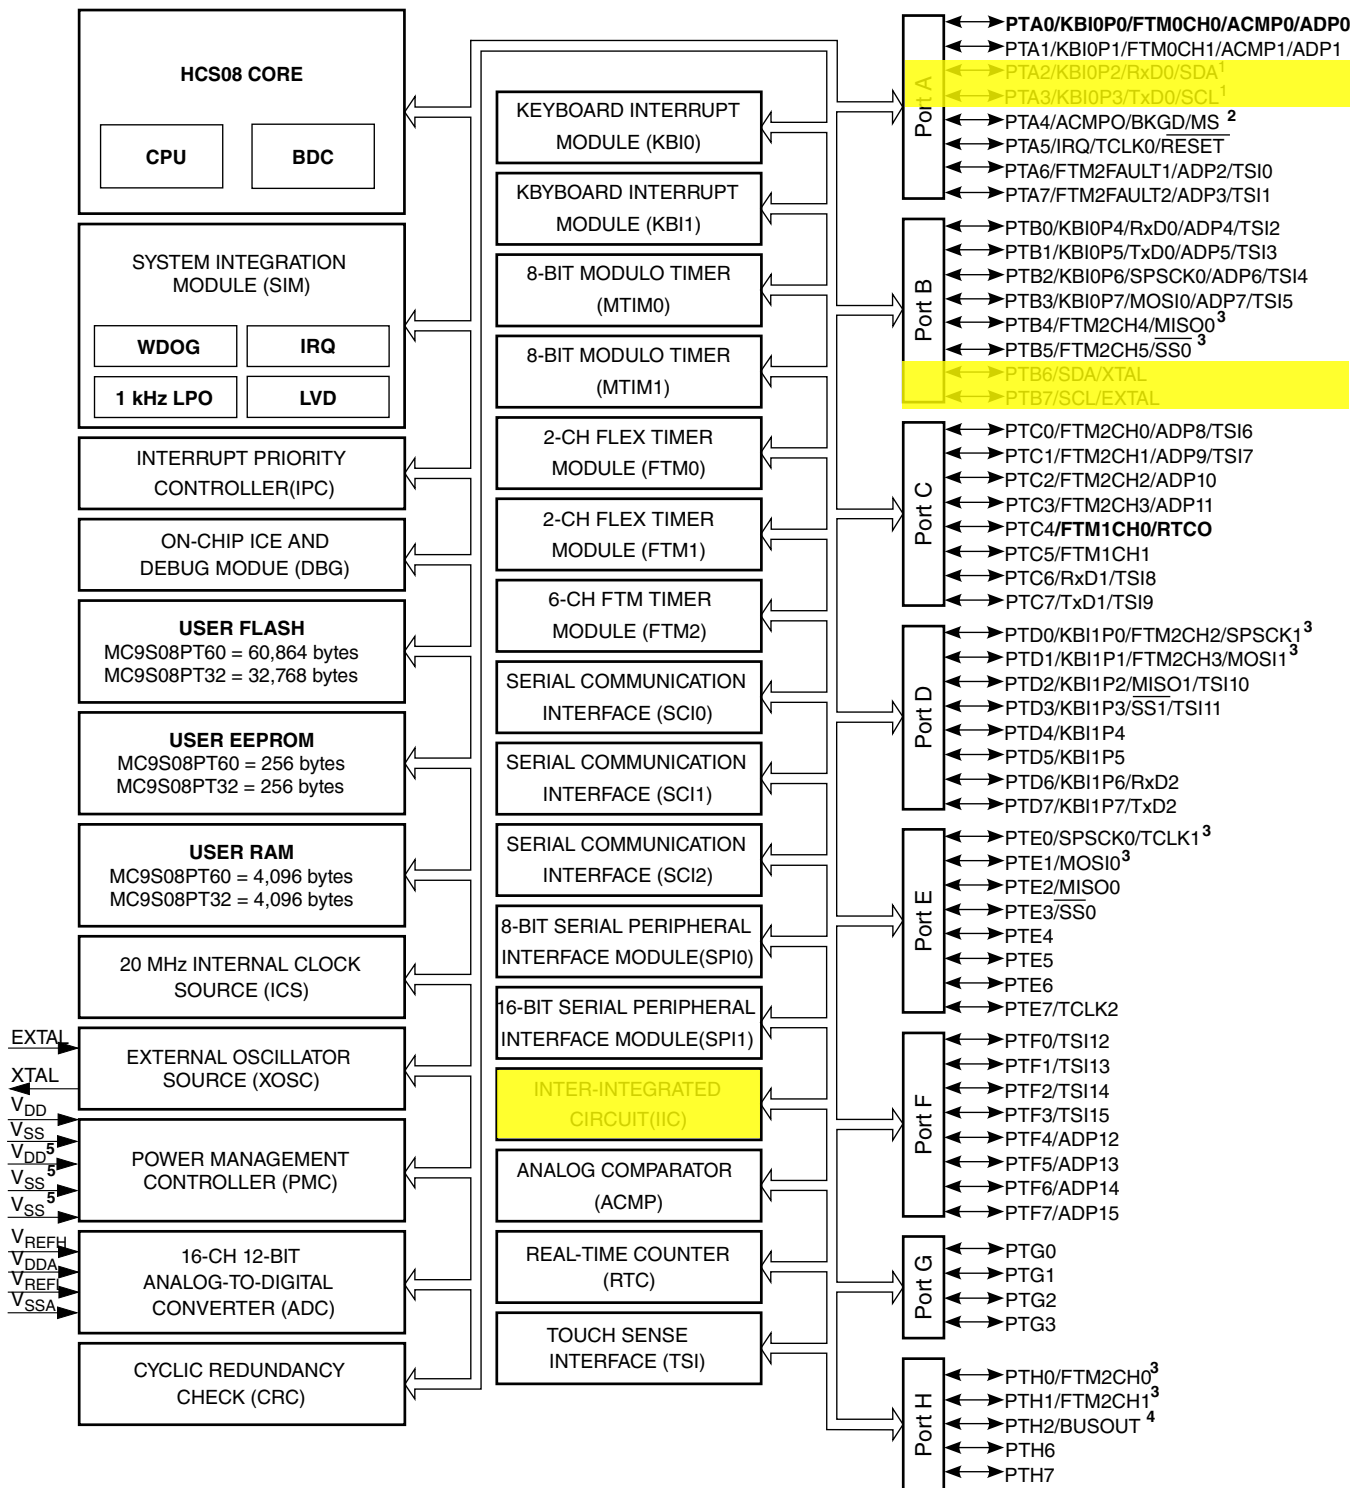 HCS08 CORE
CPU
BDC
SYSTEM INTEGRATION
MODULE (SIM)
WDOG
IRQ
1 kHz LPO
LVD
INTERRUPT PRIORITY
CONTROLLER(IPC)
ON-CHIP ICE AND
DEBUG MODUE (DBG)
USER FLASH
MC9S08PT60 = 60,864 bytes
MC9S08PT32 = 32,768 bytes
USER EEPROM
MC9S08PT60 = 256 bytes
MC9S08PT32 = 256 bytes
USER RAM
MC9S08PT60 = 4,096 bytes
MC9S08PT32 = 4,096 bytes
20 MHz INTERNAL CLOCK
SOURCE (ICS)
EXTAL
XTAL
EXTERNAL OSCILLATOR
SOURCE (XOSC)
VDD
VSS
VDD5
VSS5
VSS5
POWER MANAGEMENT
CONTROLLER (PMC)
VREFH
VDDA
VREFL
VSSA
16-CH 12-BIT
ANALOG-TO-DIGITAL
CONVERTER (ADC)
CYCLIC REDUNDANCY
CHECK (CRC)
KEYBOARD INTERRUPT
MODULE (KBI0)
KBYBOARD INTERRUPT
MODULE (KBI1)
8-BIT MODULO TIMER
(MTIM0)
8-BIT MODULO TIMER
(MTIM1)
2-CH FLEX TIMER
MODULE (FTM0)
2-CH FLEX TIMER
MODULE (FTM1)
6-CH FTM TIMER
MODULE (FTM2)
SERIAL COMMUNICATION
INTERFACE (SCI0)
SERIAL COMMUNICATION
INTERFACE (SCI1)
SERIAL COMMUNICATION
INTERFACE (SCI2)
8-BIT SERIAL PERIPHERAL
INTERFACE MODULE(SPI0)
16-BIT SERIAL PERIPHERAL
INTERFACE MODULE(SPI1)
INTER-INTEGRATED
CIRCUIT(IIC)
ANALOG COMPARATOR
(ACMP)
REAL-TIME COUNTER
(RTC)
TOUCH SENSE
INTERFACE (TSI)
Port A
PTA0/KBI0P0/FTM0CH0/ACMP0/ADP0
PTA1/KBI0P1/FTM0CH1/ACMP1/ADP1
PTA2/KBI0P2/RxD0/SDA1
PTA3/KBI0P3/TxD0/SCL1
PTA4/ACMPO/BKGD/MS 2
PTA5/IRQ/TCLK0/RESET
PTA6/FTM2FAULT1/ADP2/TSI0
PTA7/FTM2FAULT2/ADP3/TSI1
Port B
PTB0/KBI0P4/RxD0/ADP4/TSI2
PTB1/KBI0P5/TxD0/ADP5/TSI3
PTB2/KBI0P6/SPSCK0/ADP6/TSI4
PTB3/KBI0P7/MOSI0/ADP7/TSI5
PTB4/FTM2CH4/MISO03
PTB5/FTM2CH5/SS0 3
PTB6/SDA/XTAL
PTB7/SCL/EXTAL
Port C
PTC0/FTM2CH0/ADP8/TSI6
PTC1/FTM2CH1/ADP9/TSI7
PTC2/FTM2CH2/ADP10
PTC3/FTM2CH3/ADP11
PTC4/FTM1CH0/RTCO
PTC5/FTM1CH1
PTC6/RxD1/TSI8
PTC7/TxD1/TSI9
Port D
PTD0/KBI1P0/FTM2CH2/SPSCK13
PTD1/KBI1P1/FTM2CH3/MOSI13
PTD2/KBI1P2/MISO1/TSI10
PTD3/KBI1P3/SS1/TSI11
PTD4/KBI1P4
PTD5/KBI1P5
PTD6/KBI1P6/RxD2
PTD7/KBI1P7/TxD2
Port E
PTE0/SPSCK0/TCLK13
PTE1/MOSI03
PTE2/MISO0
PTE3/SS0
PTE4
PTE5
PTE6
PTE7/TCLK2
Port F
PTF0/TSI12
PTF1/TSI13
PTF2/TSI14
PTF3/TSI15
PTF4/ADP12
PTF5/ADP13
PTF6/ADP14
PTF7/ADP15
Port G
PTG0
PTG1
PTG2
PTG3
Port H
PTH0/FTM2CH03
PTH1/FTM2CH13
PTH2/BUSOUT 4
PTH6
PTH7